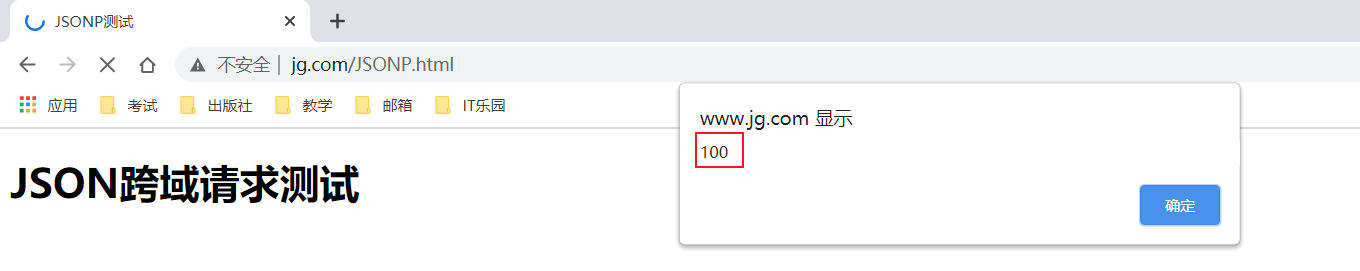 JSONP测试
不安全 | jg.com/JSONP.html
应用 考试 出版社 教学 邮箱 IT乐园
www.jg.com 显示
100
JSON跨域请求测试
确定